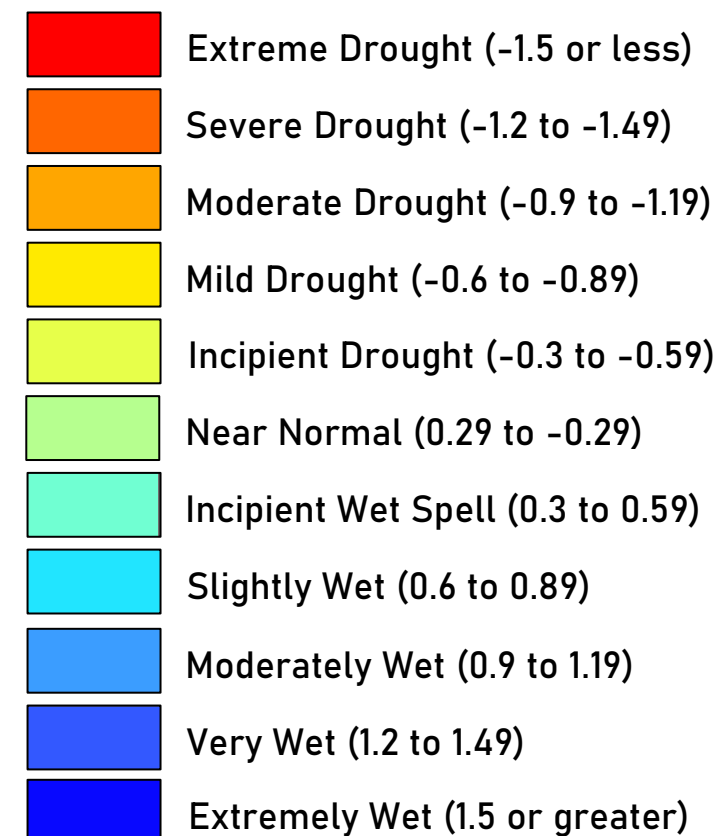 Extreme Drought (-1.5 or less)
Severe Drought (-1.2 to -1.49)
Moderate Drought (-0.9 to -1.19)
Mild Drought (-0.6 to -0.89)
Incipient Drought (-0.3 to -0.59)
Near Normal (0.29 to -0.29)
Incipient Wet Spell (0.3 to 0.59)
Slightly Wet (0.6 to 0.89)
Moderately Wet (0.9 to 1.19)
Very Wet (1.2 to 1.49)
Extremely Wet (1.5 or greater)